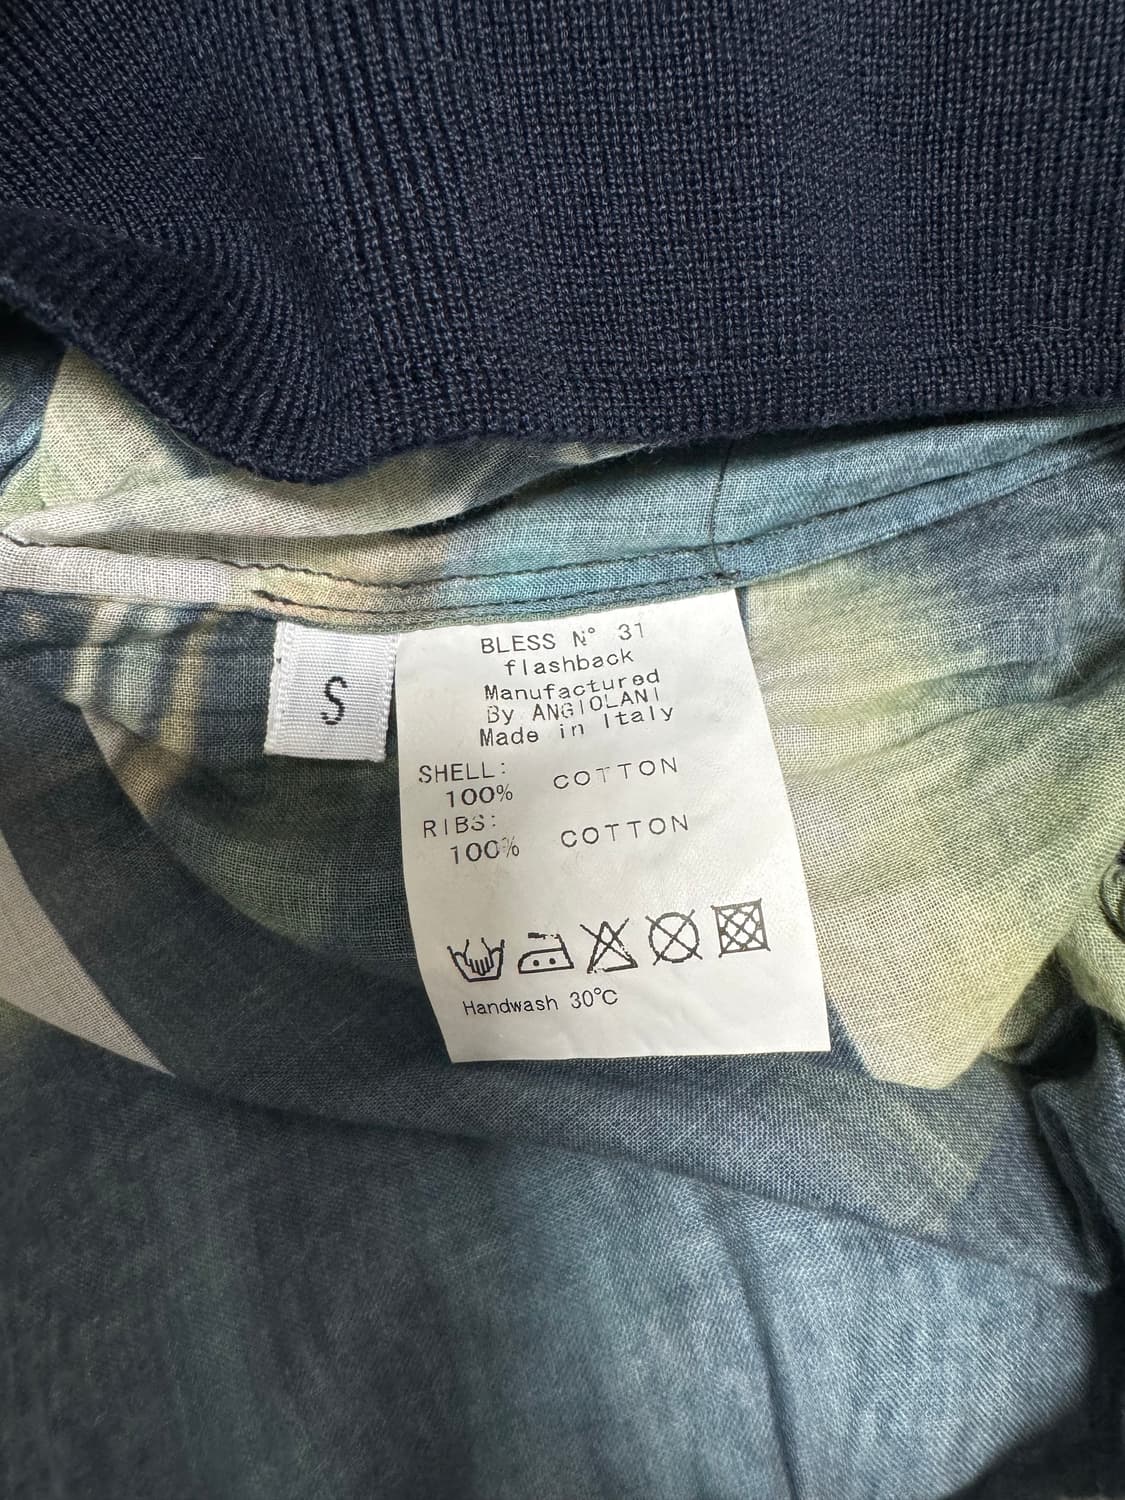 S
BLESS N° 31
flashback
Manufactured
By ANGIOLANI
Made in Italy
SHELL:
100% COTTON
RIBS:
100% COTTON
Handwash 30°C